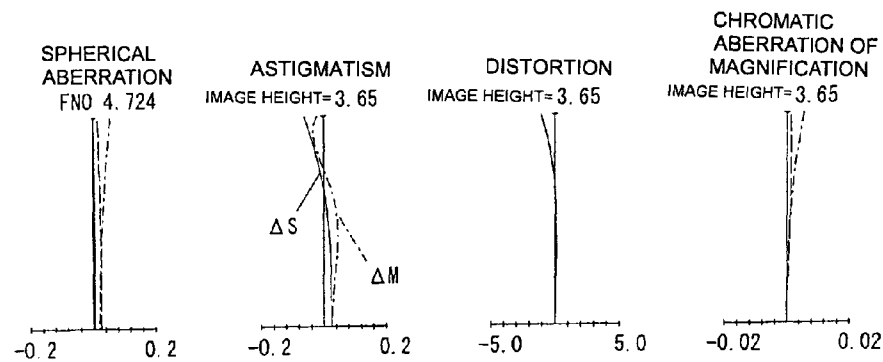 SPHERICAL
ABERRATION
FNO 4.724
-0.2
0.2
ASTIGMATISM
IMAGE HEIGHT= 3.65
ΔS
ΔM
-0.2
0.2
DISTORTION
IMAGE HEIGHT= 3.65
-5.0
5.0
CHROMATIC
ABERRATION OF
MAGNIFICATION
IMAGE HEIGHT= 3.65
-0.02
0.02